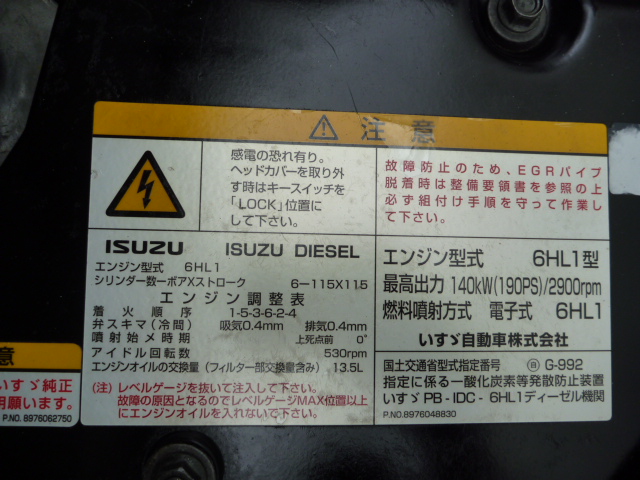 注意
感電の恐れ有り。
ヘッドカバーを取り外
す時はキースイッチを
「LOCK」位置に
して下さい。
故障防止のため、EGRパイプ
脱着時は整備要領書を参照の上
必ず組付け手順を守って作業し
て下さい。
ISUZU ISUZU DIESEL
エンジン型式 6HL1
シリンダー数ーボアXストローク 6-115X115
エンジン調整表
着火順序 1-5-3-6-2-4
弁スキマ(冷間) 吸気0.4mm 排気0.4mm
噴射始メ時期 上死点前 0°
アイドル回転数 530rpm
エンジンオイルの交換量(フィルター部交換量含み) 13.5L
(注)レベルゲージを抜いて注入して下さい。
故障の原因となるのでレベルゲージMAX位置以上
にエンジンオイルを入れないで下さい。
エンジン型式 6HL1型
最高出力 140kW(190PS)/2900rpm
燃料噴射方式 電子式 6HL1
いすゞ自動車株式会社
国土交通省型式指定番号 G-992
指定に係る一酸化炭素等発散防止装置
いすゞPB-IDC-6HL1ディーゼル機関
P.NO.8976048830
意
いすゞ純正
用願います。
P.NO.8976062750